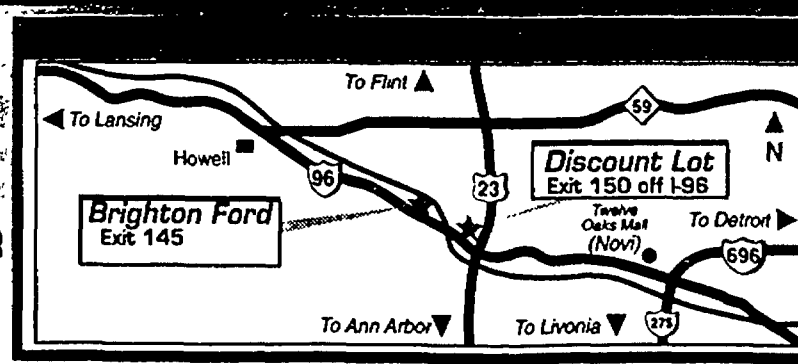 To Flint
59
To Lansing
N
Howell
96
23
Discount Lot
Exit 150 off I-96
Brighton Ford
Exit 145
Twelve
Oaks Mall
(Novi)
To Detroit
696
To Ann Arbor
To Livonia
275